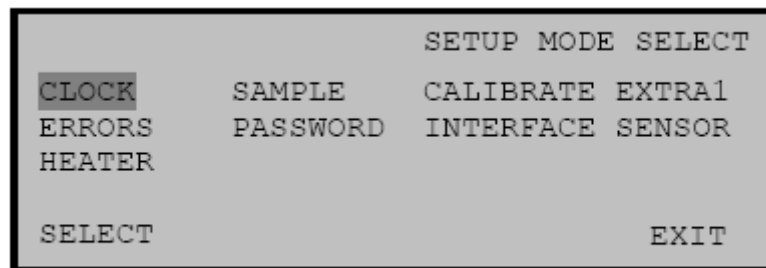 SETUP MODE SELECT
CLOCK SAMPLE CALIBRATE EXTRA1
ERRORS PASSWORD INTERFACE SENSOR
HEATER
SELECT EXIT